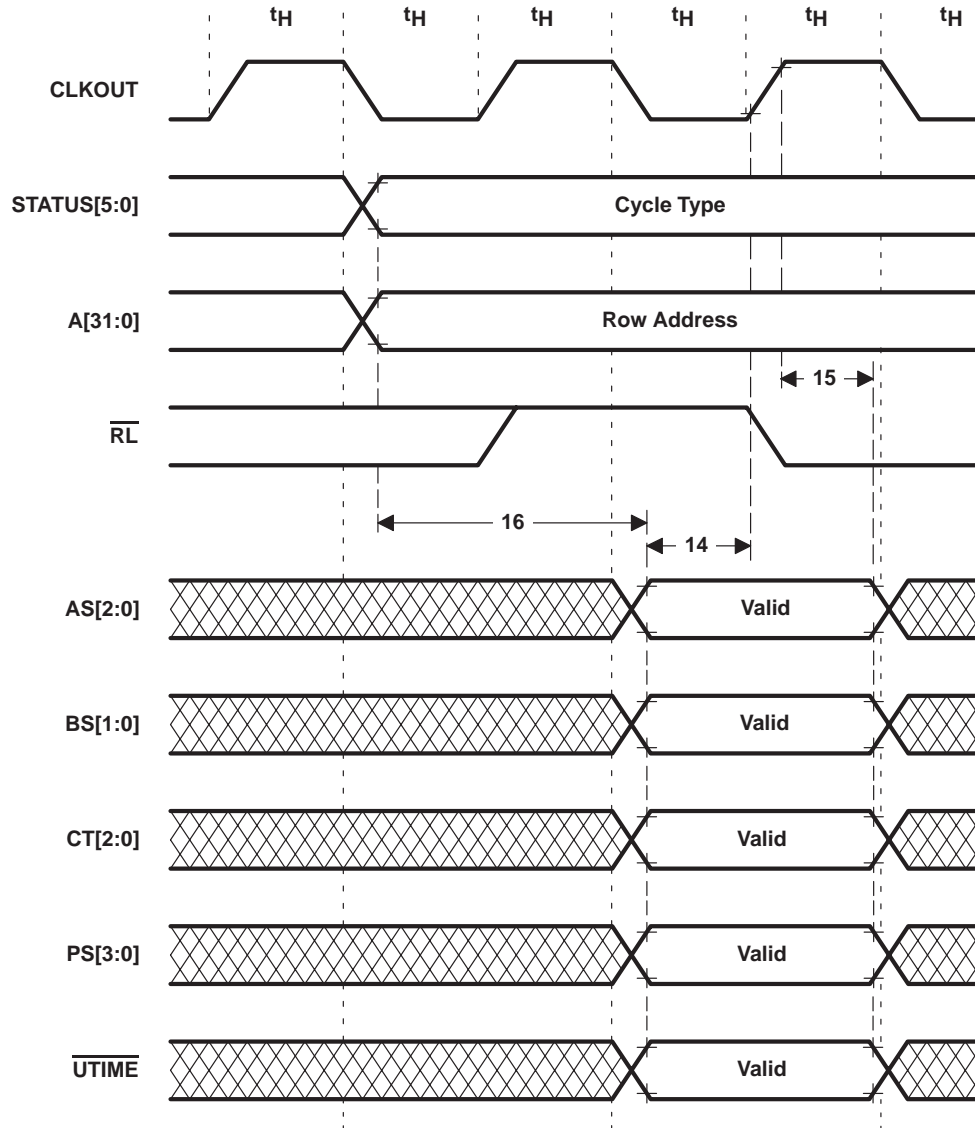 tH tH tH tH tH tH
CLKOUT
STATUS[5:0] Cycle Type
A[31:0] Row Address
15
RL
16
14
AS[2:0] Valid
BS[1:0] Valid
CT[2:0] Valid
PS[3:0] Valid
UTIME Valid